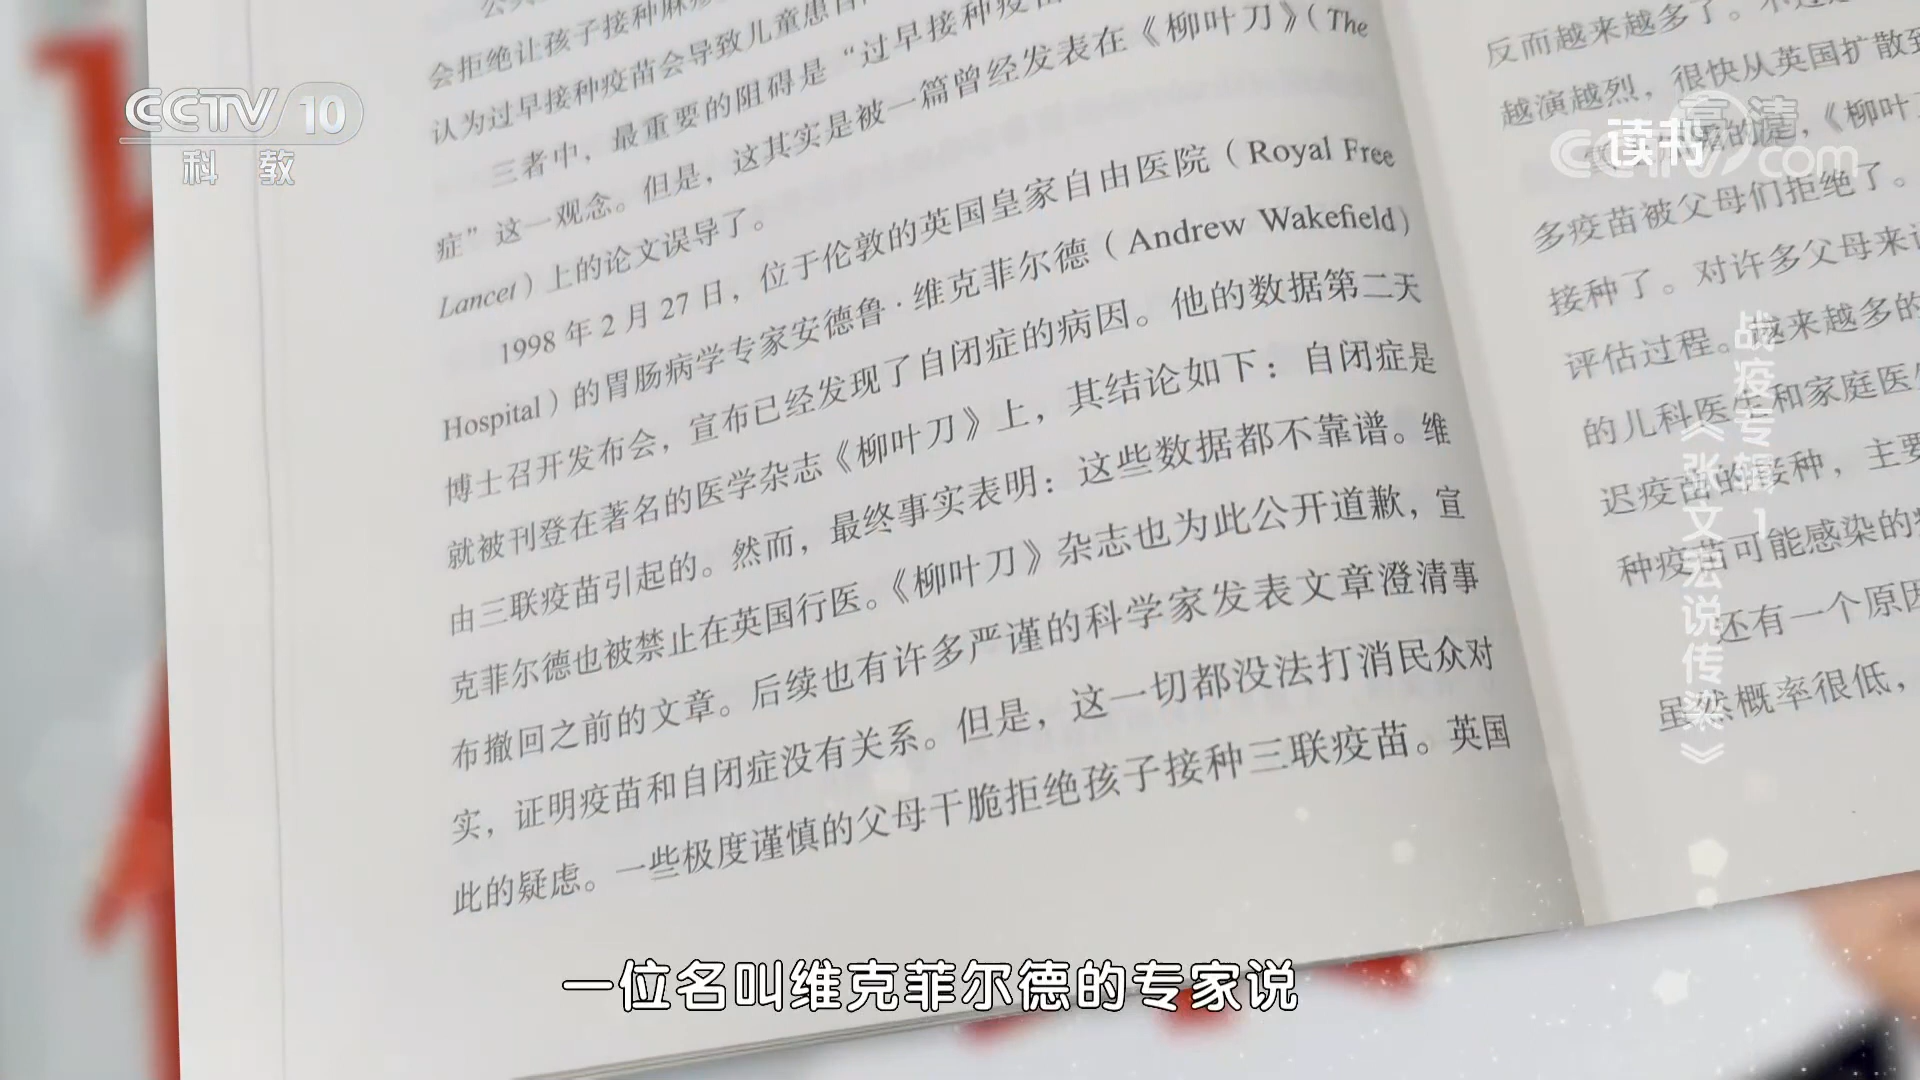 CCTV 10
科 教
高清
读书
com
会拒绝让孩子接种麻疹
认为过早接种疫苗会导致儿童患自
三者中，最重要的阻碍是“过早接种疫苗
症”这一观念。但是，这其实是被一篇曾经发表在《柳叶刀》（The
Lancet）上的论文误导了。
1998 年 2 月 27 日，位于伦敦的英国皇家自由医院（Royal Free
Hospital）的胃肠病学专家安德鲁·维克菲尔德（Andrew Wakefield）
博士召开发布会，宣布已经发现了自闭症的病因。他的数据第二天
就被刊登在著名的医学杂志《柳叶刀》上，其结论如下：自闭症是
由三联疫苗引起的。然而，最终事实表明：这些数据都不靠谱。维
克菲尔德也被禁止在英国行医。《柳叶刀》杂志也为此公开道歉，宣
布撤回之前的文章。后续也有许多严谨的科学家发表文章澄清事
实，证明疫苗和自闭症没有关系。但是，这一切都没法打消民众对
此的疑虑。一些极度谨慎的父母干脆拒绝孩子接种三联疫苗。英国
反而越来越多了。不过是
越演越烈，很快从英国扩散到
的是，《柳叶刀
多疫苗被父母们拒绝了。
接种了。对许多父母来说
评估过程。越来越多的
的儿科医生和家庭医生
迟疫苗的接种，主要
种疫苗可能感染的
还有一个原因
虽然概率很低，
战疫专辑 1
《张文宏说传染》
一位名叫维克菲尔德的专家说